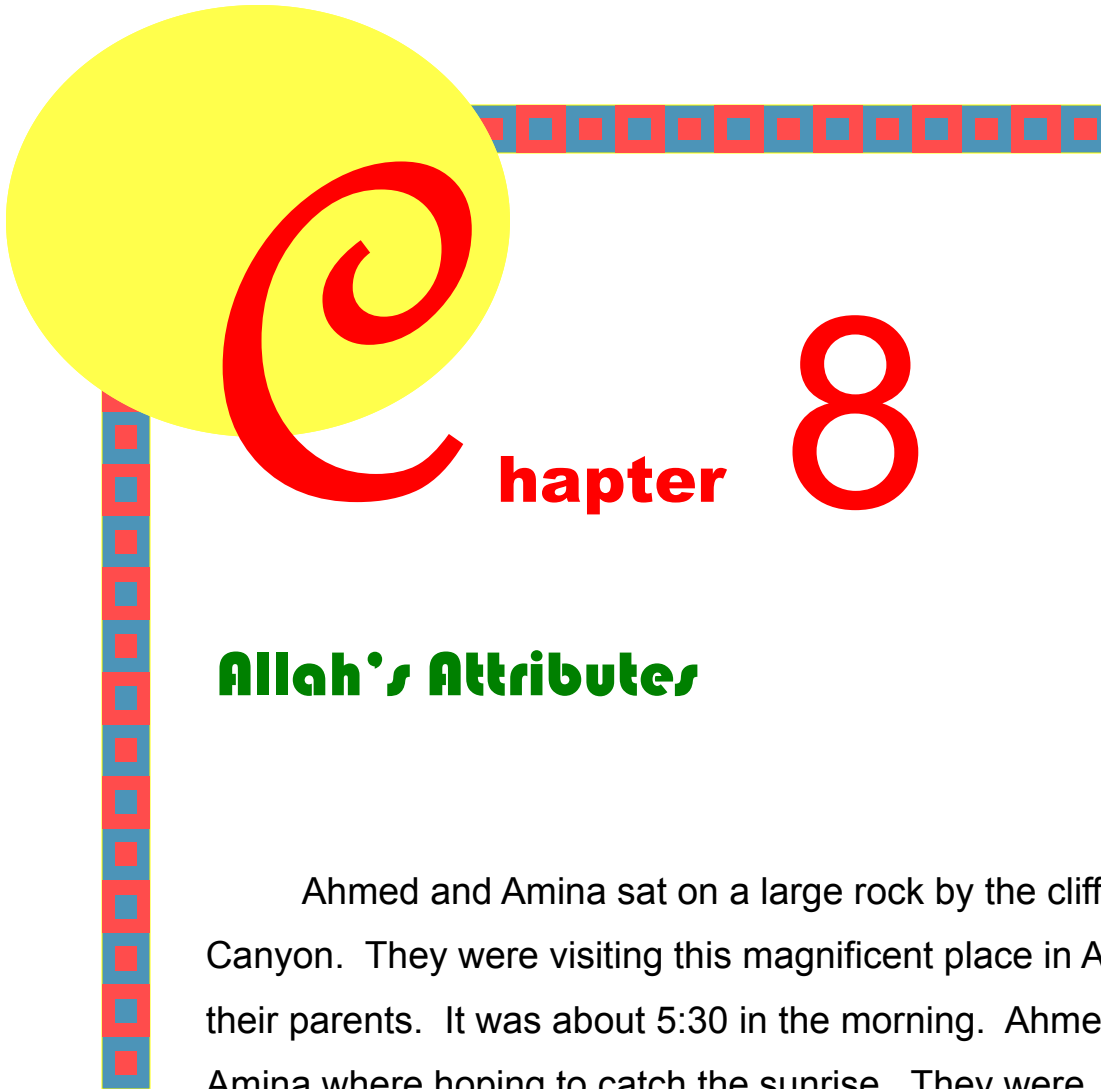 Chapter 8
Allah's Attributes
Ahmed and Amina sat on a large rock by the cliff
Canyon. They were visiting this magnificent place in A
their parents. It was about 5:30 in the morning. Ahme
Amina where hoping to catch the sunrise. They were